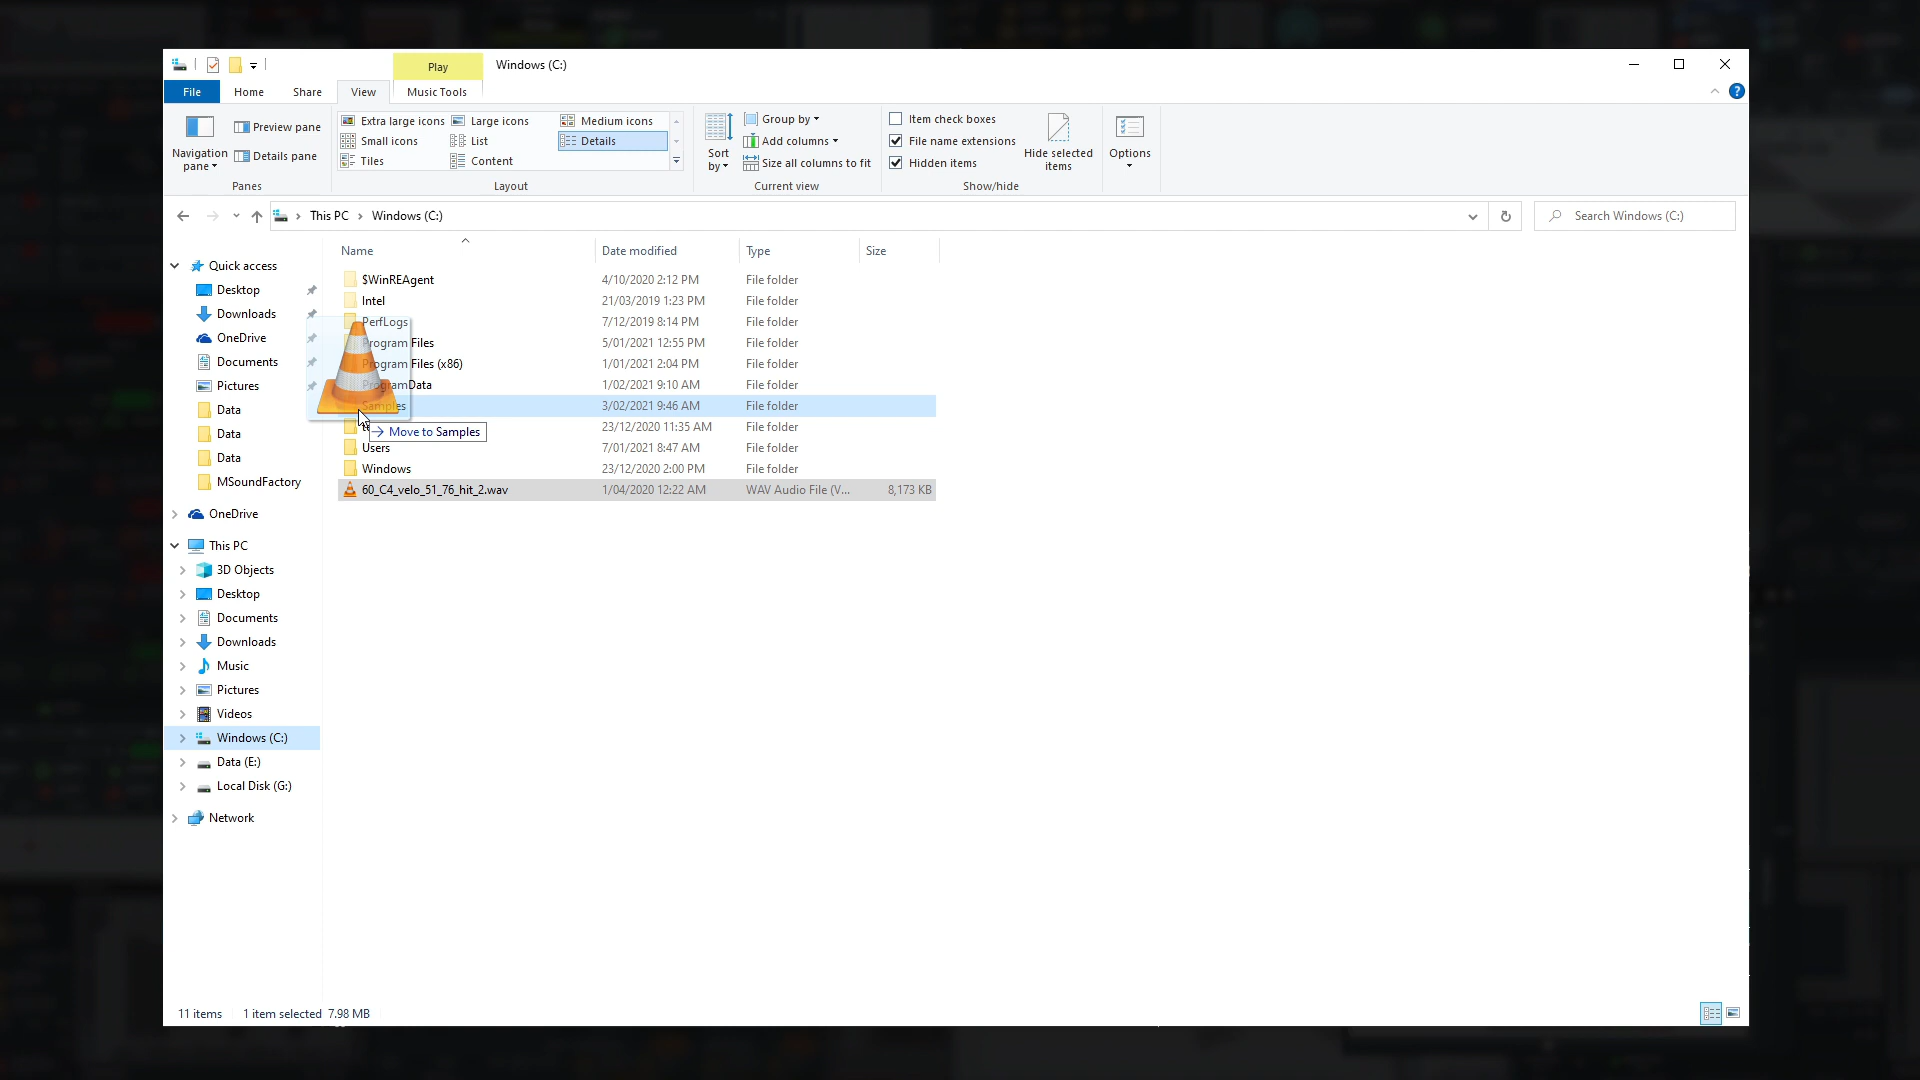 Play
Windows (C:)
File
Home
Share
View
Music Tools
Navigation pane
Preview pane
Details pane
Panes
Extra large icons
Large icons
Medium icons
Small icons
List
Details
Tiles
Content
Layout
Sort by
Group by
Add columns
Size all columns to fit
Current view
Item check boxes
File name extensions
Hidden items
Hide selected items
Show/hide
Options
This PC > Windows (C:)
Search Windows (C:)
Name Date modified Type Size
Quick access
Desktop
Downloads
OneDrive
Documents
Pictures
Data
Data
Data
MSoundFactory
OneDrive
This PC
3D Objects
Desktop
Documents
Downloads
Music
Pictures
Videos
Windows (C:)
Data (E:)
Local Disk (G:)
Network
$WinREAgent 4/10/2020 2:12 PM File folder
Intel 21/03/2019 1:23 PM File folder
PerfLogs 7/12/2019 8:14 PM File folder
Program Files 5/01/2021 12:55 PM File folder
Program Files (x86) 1/01/2021 2:04 PM File folder
ProgramData 1/02/2021 9:10 AM File folder
Samples 3/02/2021 9:46 AM File folder
23/12/2020 11:35 AM File folder
Move to Samples
Users 7/01/2021 8:47 AM File folder
Windows 23/12/2020 2:00 PM File folder
60_C4_velo_51_76_hit_2.wav 1/04/2020 12:22 AM WAV Audio File (V... 8,173 KB
11 items 1 item selected 7.98 MB